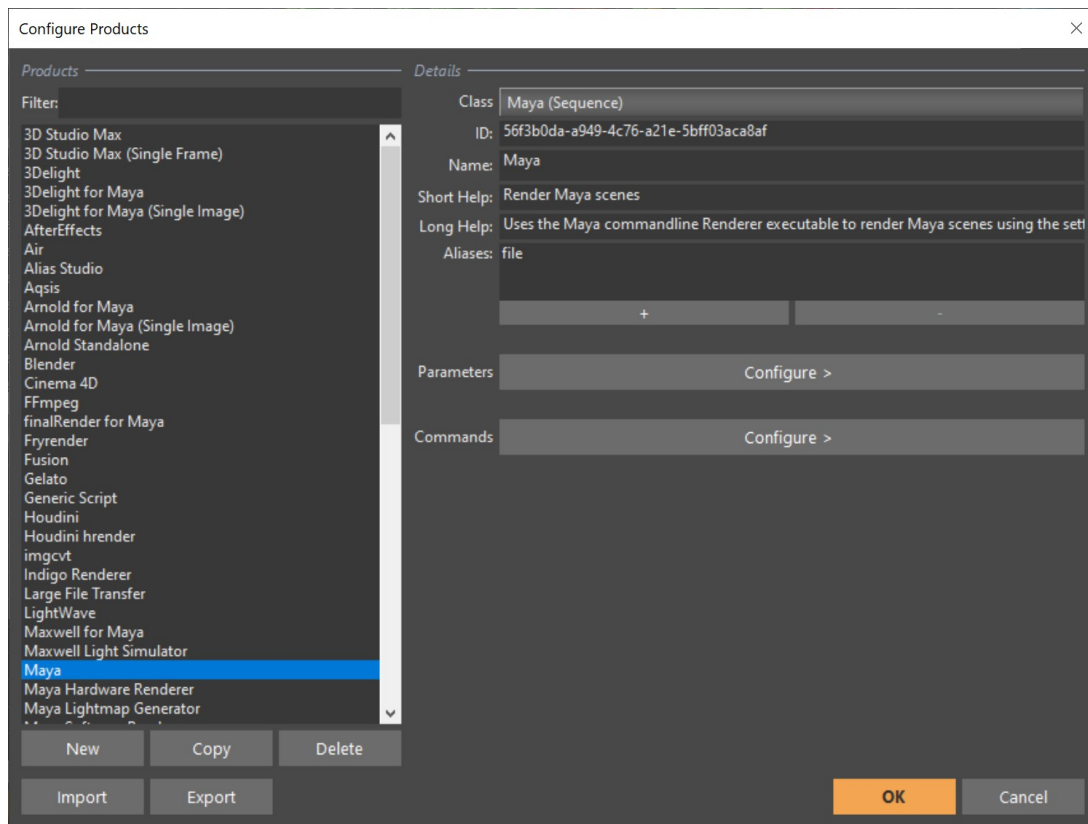 Configure Products
Products
Filter:
3D Studio Max
3D Studio Max (Single Frame)
3Delight
3Delight for Maya
3Delight for Maya (Single Image)
AfterEffects
Air
Alias Studio
Aqsis
Arnold for Maya
Arnold for Maya (Single Image)
Arnold Standalone
Blender
Cinema 4D
FFmpeg
finalRender for Maya
Fryrender
Fusion
Gelato
Generic Script
Houdini
Houdini hrender
imgcvt
Indigo Renderer
Large File Transfer
LightWave
Maxwell for Maya
Maxwell Light Simulator
Maya
Maya Hardware Renderer
Maya Lightmap Generator
New Copy Delete
Import Export
Details
Class Maya (Sequence)
ID: 56f3b0da-a949-4c76-a21e-5bff03aca8af
Name: Maya
Short Help: Render Maya scenes
Long Help: Uses the Maya commandline Renderer executable to render Maya scenes using the sett
Aliases: file
+ -
Parameters Configure >
Commands Configure >
OK Cancel